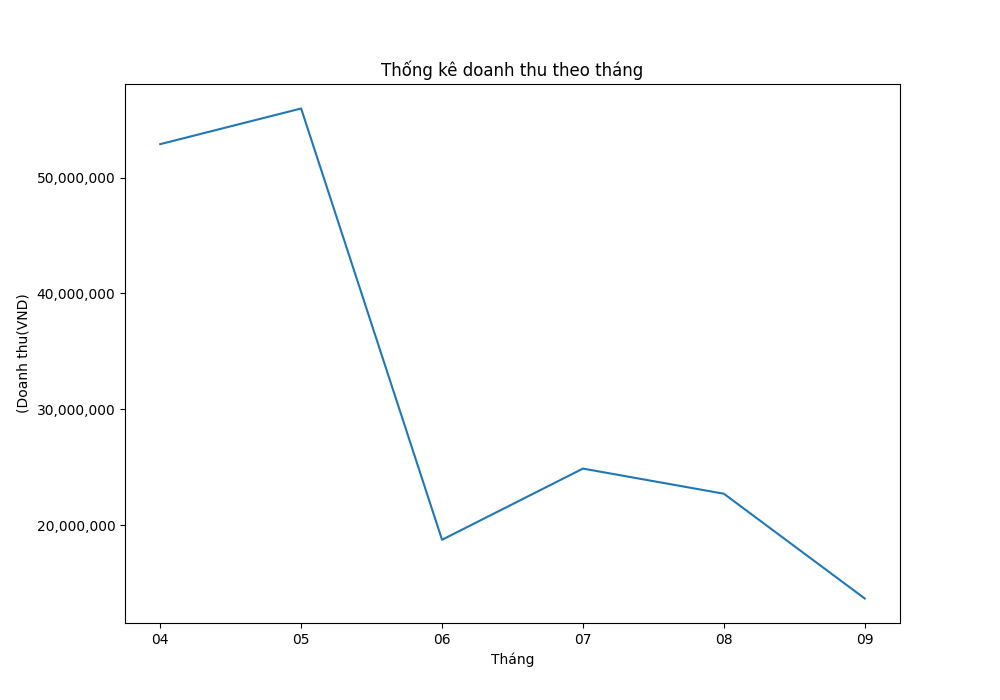 Thống kê doanh thu theo tháng
(Doanh thu(VND)
50,000,000
40,000,000
30,000,000
20,000,000
04 05 06 07 08 09
Tháng